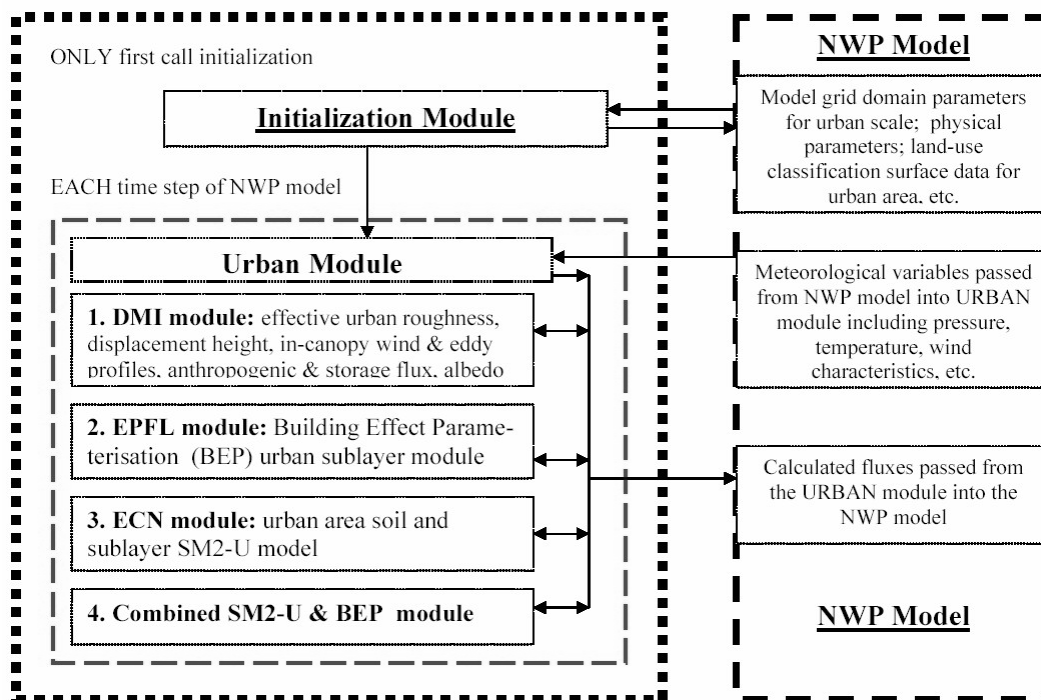 ONLY first call initialization
Initialization Module
EACH time step of NWP model
Urban Module
1. DMI module: effective urban roughness,
displacement height, in-canopy wind & eddy
profiles, anthropogenic & storage flux, albedo
2. EPFL module: Building Effect Parame-
terisation (BEP) urban sublayer module
3. ECN module: urban area soil and
sublayer SM2-U model
4. Combined SM2-U & BEP module
NWP Model
Model grid domain parameters
for urban scale; physical
parameters; land-use
classification surface data for
urban area, etc.
Meteorological variables passed
from NWP model into URBAN
module including pressure,
temperature, wind
characteristics, etc.
Calculated fluxes passed from
the URBAN module into the
NWP model
NWP Model